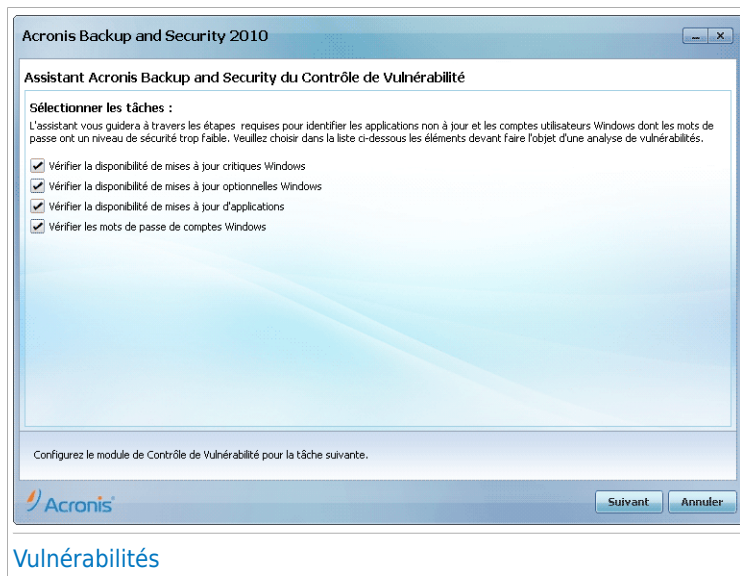 Acronis Backup and Security 2010
Assistant Acronis Backup and Security du Contrôle de Vulnérabilité
Sélectionner les tâches :
L'assistant vous guidera à travers les étapes requises pour identifier les applications non à jour et les comptes utilisateurs Windows dont les mots de
passe ont un niveau de sécurité trop faible. Veuillez choisir dans la liste ci-dessous les éléments devant faire l'objet d'une analyse de vulnérabilités.
Vérifier la disponibilité de mises à jour critiques Windows
Vérifier la disponibilité de mises à jour optionnelles Windows
Vérifier la disponibilité de mises à jour d'applications
Vérifier les mots de passe de comptes Windows
Configurez le module de Contrôle de Vulnérabilité pour la tâche suivante.
Acronis
Suivant Annuler
Vulnérabilités